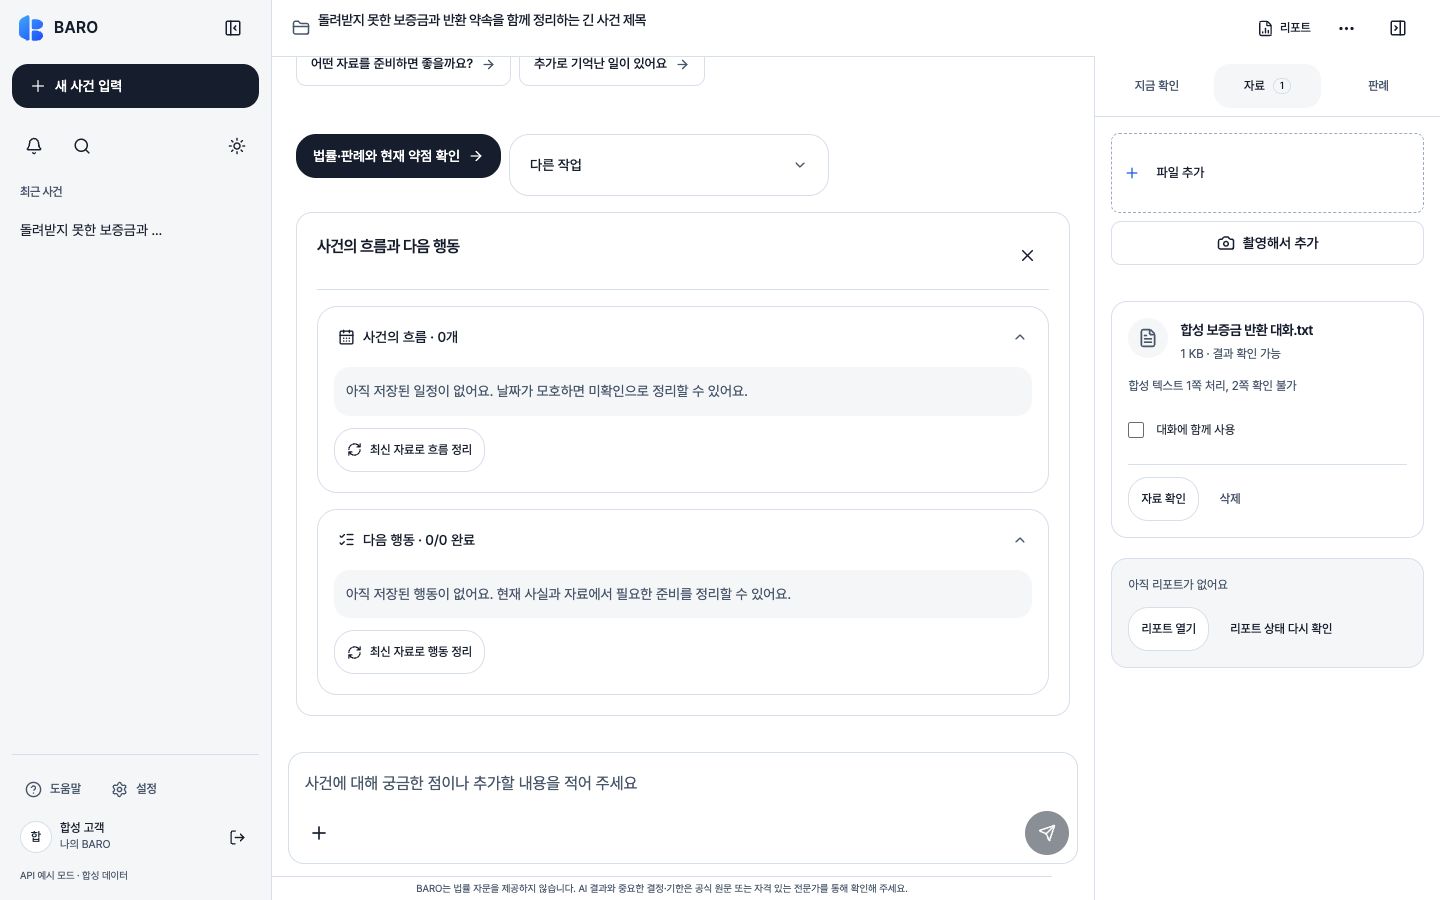 BARO
새 사건 입력
최근 사건
돌려받지 못한 보증금과 ...
도움말
설정
합
합성 고객
나의 BARO
API 예시 모드 · 합성 데이터
돌려받지 못한 보증금과 반환 약속을 함께 정리하는 긴 사건 제목
리포트
어떤 자료를 준비하면 좋을까요?
추가로 기억난 일이 있어요
법률·판례와 현재 약점 확인
다른 작업
사건의 흐름과 다음 행동
사건의 흐름 · 0개
아직 저장된 일정이 없어요. 날짜가 모호하면 미확인으로 정리할 수 있어요.
최신 자료로 흐름 정리
다음 행동 · 0/0 완료
아직 저장된 행동이 없어요. 현재 사실과 자료에서 필요한 준비를 정리할 수 있어요.
최신 자료로 행동 정리
사건에 대해 궁금한 점이나 추가할 내용을 적어 주세요
BARO는 법률 자문을 제공하지 않습니다. AI 결과와 중요한 결정·기한은 공식 원문 또는 자격 있는 전문가를 통해 확인해 주세요.
지금 확인
자료 1
판례
파일 추가
촬영해서 추가
합성 보증금 반환 대화.txt
1 KB · 결과 확인 가능
합성 텍스트 1쪽 처리, 2쪽 확인 불가
대화에 함께 사용
자료 확인
삭제
아직 리포트가 없어요
리포트 열기
리포트 상태 다시 확인